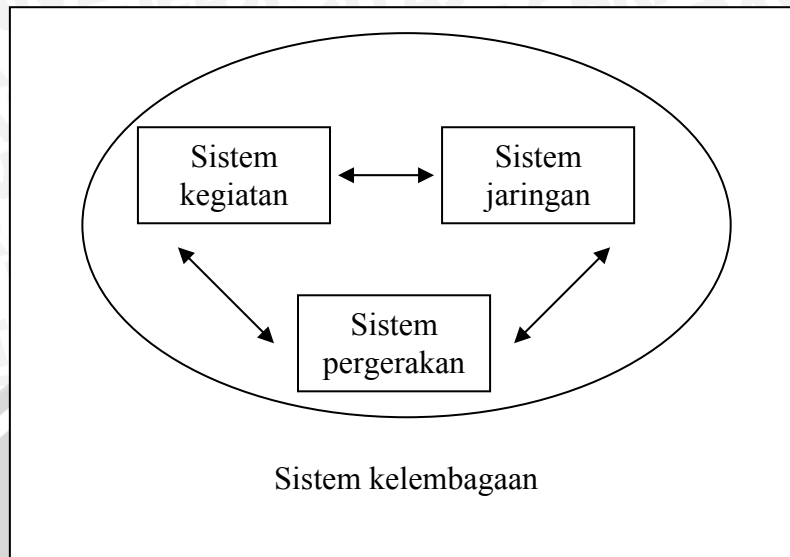 Sistem
kegiatan
Sistem
jaringan
Sistem
pergerakan
Sistem kelembagaan